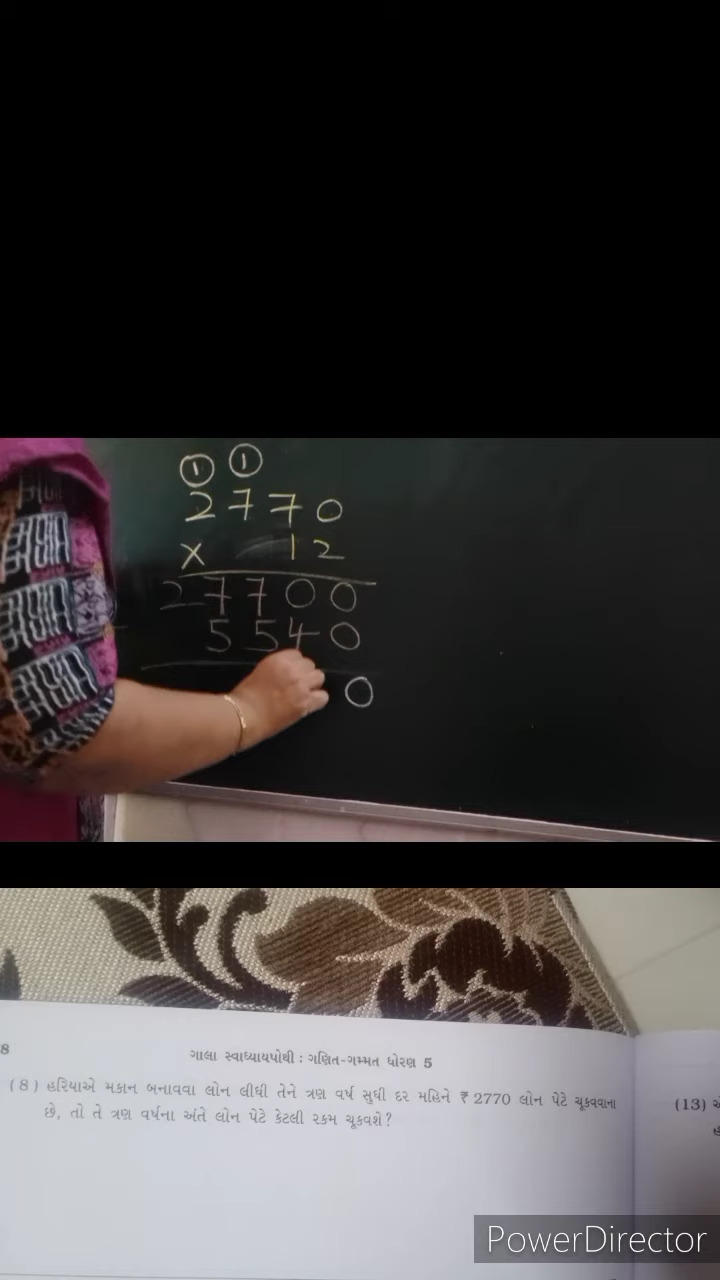 ① ①
2770
× 12
27700
5540
0
8
ગાલા સ્વાધ્યાયપોથી : ગણિત-ગમ્મત ધોરણ 5
(8) હરિયાએ મકાન બનાવવા લોન લીધી તેને ત્રણ વર્ષ સુધી દર મહિને ₹ 2770 લોન પેટે ચૂકવવાના
છે, તો તે ત્રણ વર્ષના અંતે લોન પેટે કેટલી રકમ ચૂકવશે?
(13)
PowerDirector